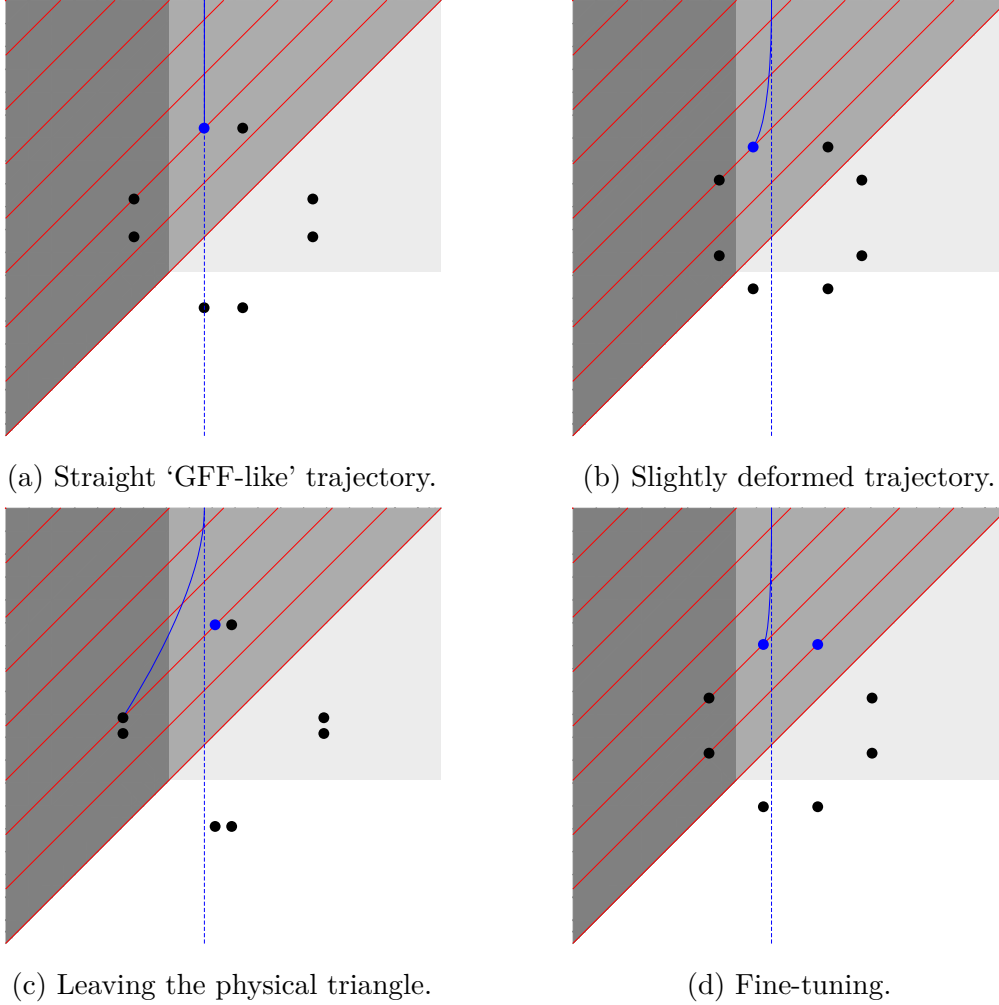 (a) Straight ‘GFF-like’ trajectory.
(b) Slightly deformed trajectory.
(c) Leaving the physical triangle.
(d) Fine-tuning.